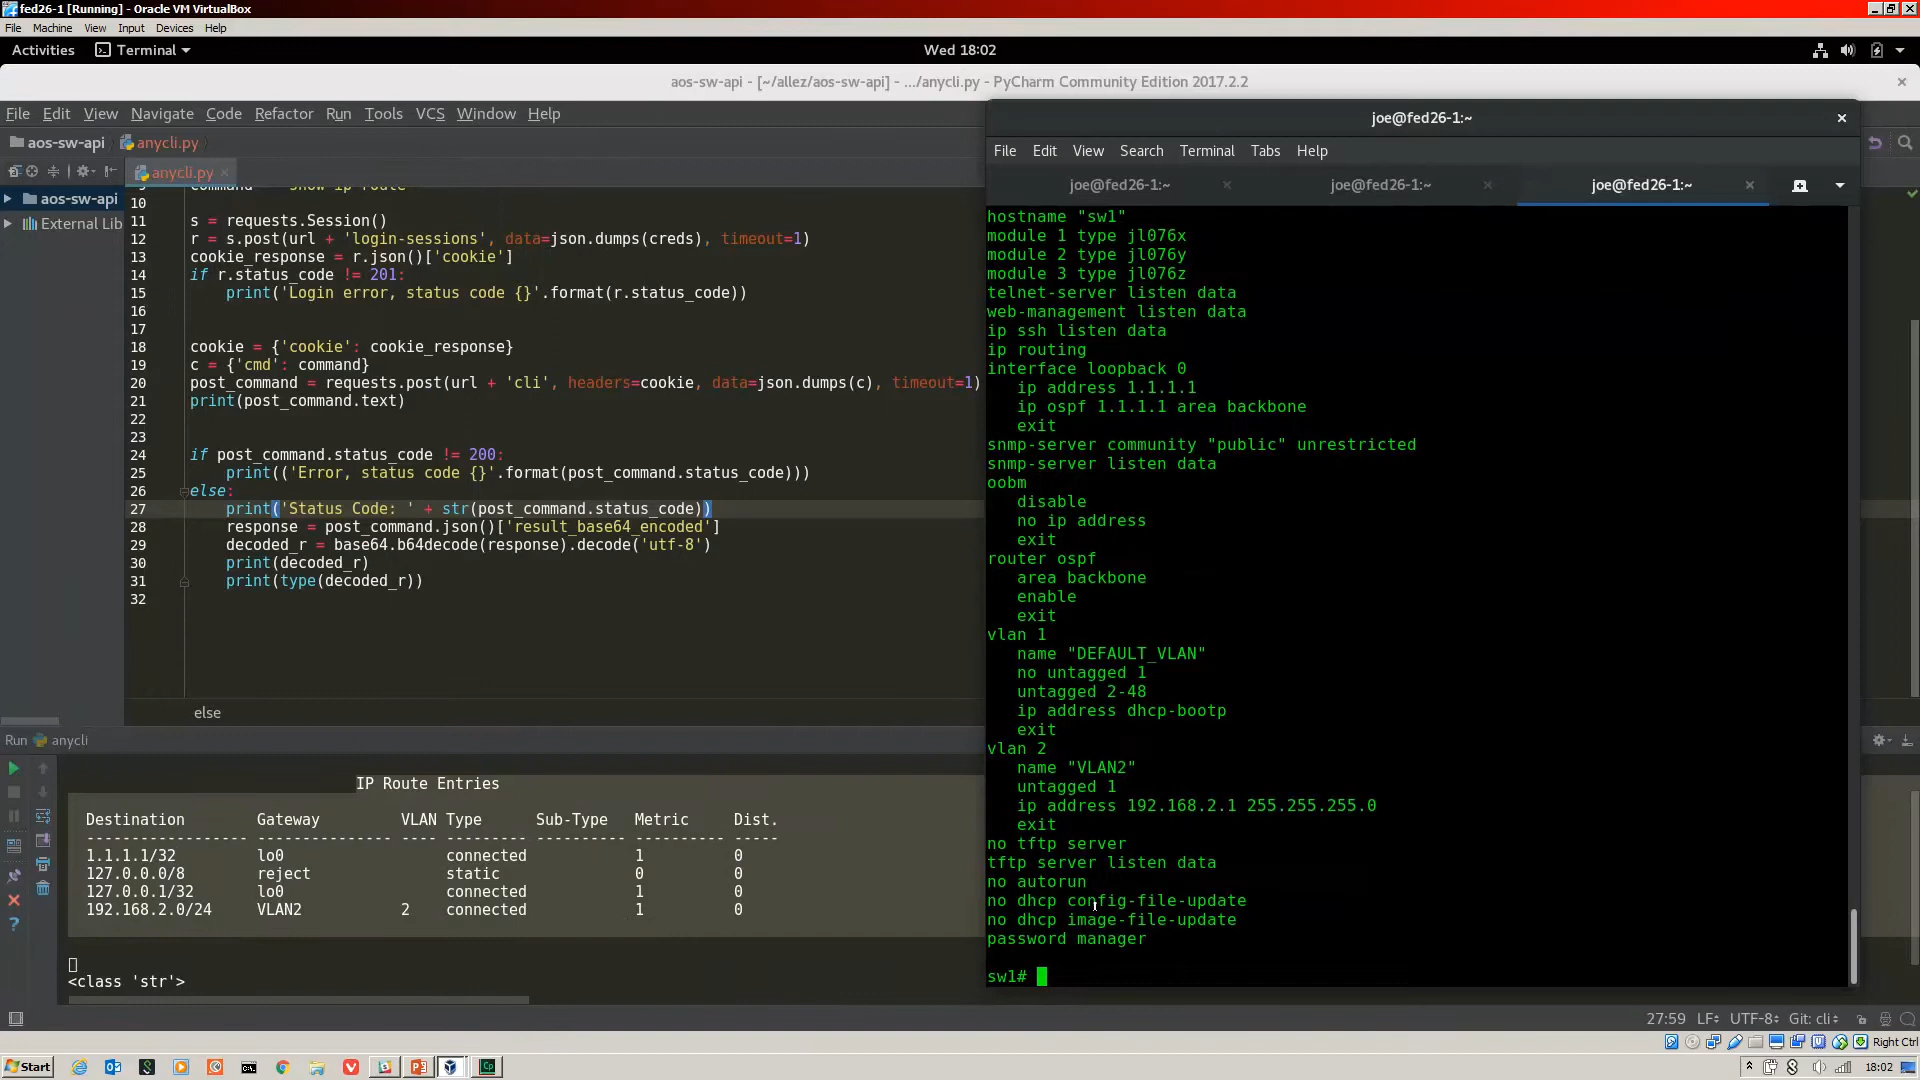 fed26-1 [Running] - Oracle VM VirtualBox
File Machine View Input Devices Help
Activities Terminal Wed 18:02
aos-sw-api - [~/allez/aos-sw-api] - .../anycli.py - PyCharm Community Edition 2017.2.2
File Edit View Navigate Code Refactor Run Tools VCS Window Help
aos-sw-api anycli.py
anycli.py
aos-sw-api
External Lib
10
11 s = requests.Session()
12 r = s.post(url + 'login-sessions', data=json.dumps(creds), timeout=1)
13 cookie_response = r.json()['cookie']
14 if r.status_code != 201:
15 print('Login error, status code {}'.format(r.status_code))
16
17
18 cookie = {'cookie': cookie_response}
19 c = {'cmd': command}
20 post_command = requests.post(url + 'cli', headers=cookie, data=json.dumps(c), timeout=1)
21 print(post_command.text)
22
23
24 if post_command.status_code != 200:
25 print(('Error, status code {}'.format(post_command.status_code)))
26 else:
27 print('Status Code: ' + str(post_command.status_code))
28 response = post_command.json()['result_base64_encoded']
29 decoded_r = base64.b64decode(response).decode('utf-8')
30 print(decoded_r)
31 print(type(decoded_r))
32
else
Run anycli
IP Route Entries
Destination Gateway VLAN Type Sub-Type Metric Dist.
------------------ --------------- ---- --------- ---------- ---------- -----
1.1.1.1/32 lo0 connected 1 0
127.0.0.0/8 reject static 0 0
127.0.0.1/32 lo0 connected 1 0
192.168.2.0/24 VLAN2 2 connected 1 0
<class 'str'>
joe@fed26-1:~
File Edit View Search Terminal Tabs Help
joe@fed26-1:~ joe@fed26-1:~ joe@fed26-1:~
hostname "sw1"
module 1 type jl076x
module 2 type jl076y
module 3 type jl076z
telnet-server listen data
web-management listen data
ip ssh listen data
ip routing
interface loopback 0
ip address 1.1.1.1
ip ospf 1.1.1.1 area backbone
exit
snmp-server community "public" unrestricted
snmp-server listen data
oobm
disable
no ip address
exit
router ospf
area backbone
enable
exit
vlan 1
name "DEFAULT_VLAN"
no untagged 1
untagged 2-48
ip address dhcp-bootp
exit
vlan 2
name "VLAN2"
untagged 1
ip address 192.168.2.1 255.255.255.0
exit
no tftp server
tftp server listen data
no autorun
no dhcp config-file-update
no dhcp image-file-update
password manager
sw1#
27:59 LF UTF-8 Git: cli
Right Ctrl
Start 18:02